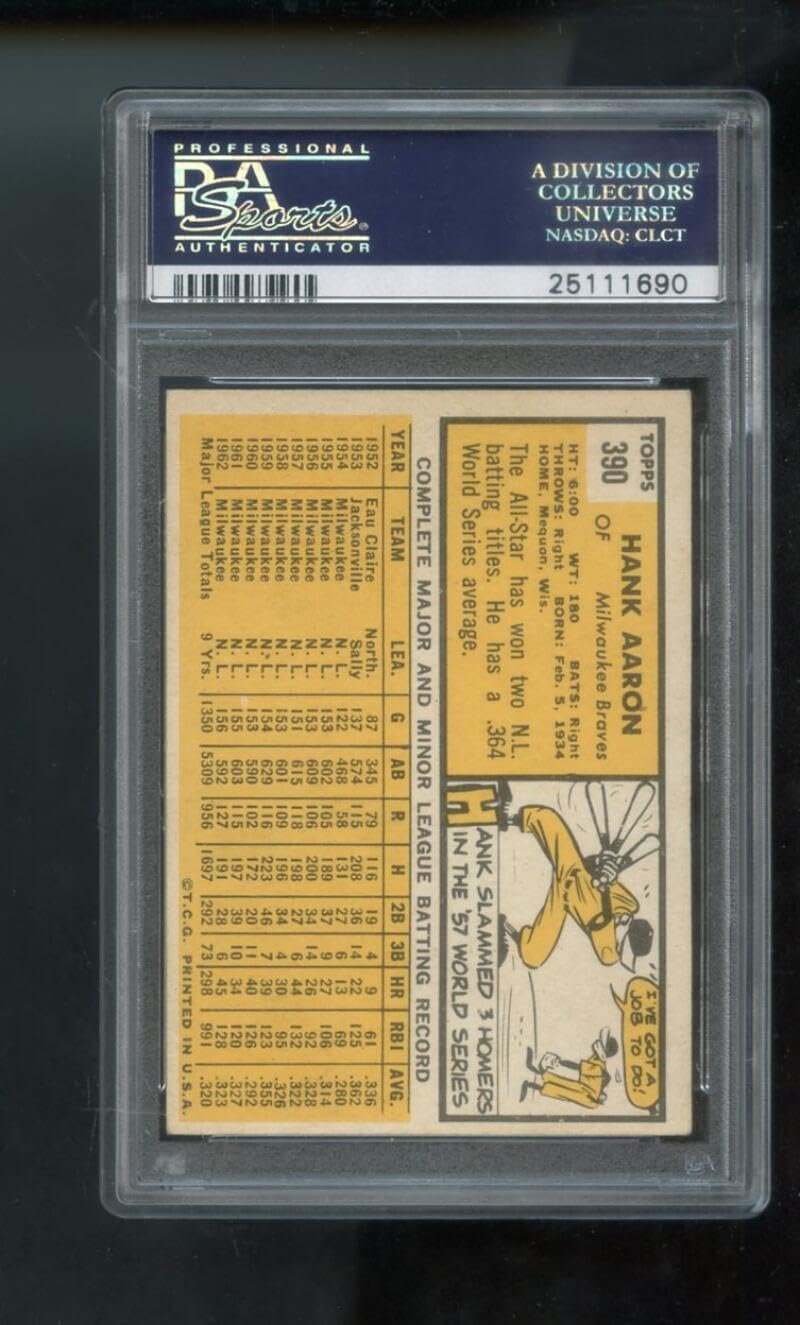 PROFESSIONAL
PSA
Sports®
AUTHENTICATOR
A DIVISION OF
COLLECTORS
UNIVERSE
NASDAQ: CLCT
25111690
TOPPS
390
HANK AARON
OF Milwaukee Braves
HT: 6:00 WT: 180 BATS: Right
THROWS: Right BORN: Feb. 5, 1934
HOME, Mequon, Wis.
The All-Star has won two N.L.
batting titles. He has a .364
World Series average.
I'VE GOT A
JOB TO DO!
HANK SLAMMED 3 HOMERS
IN THE '57 WORLD SERIES
COMPLETE MAJOR AND MINOR LEAGUE BATTING RECORD
YEAR TEAM LEA. G AB R H 2B 3B HR RBI AVG.
1952 Eau Claire North. 87 345 79 116 19 4 9 61 .336
1953 Jacksonville Sally 137 574 115 208 36 14 22 125 .362
1954 Milwaukee N. L. 122 468 58 131 27 6 13 69 .280
1955 Milwaukee N. L. 153 602 105 189 37 9 27 106 .314
1956 Milwaukee N. L. 153 609 106 200 34 14 26 92 .328
1957 Milwaukee N. L. 151 615 118 198 27 6 44 132 .322
1958 Milwaukee N. L. 153 601 109 196 34 4 30 95 .326
1959 Milwaukee N. L. 154 629 116 223 46 7 39 123 .355
1960 Milwaukee N. L. 153 590 102 172 20 11 40 126 .292
1961 Milwaukee N. L. 155 603 115 197 39 10 34 120 .327
1962 Milwaukee N. L. 156 592 127 191 28 6 45 128 .323
Major League Totals 9 Yrs. 1350 5309 956 1697 292 73 298 991 .320
©T.C.G. PRINTED IN U.S.A.